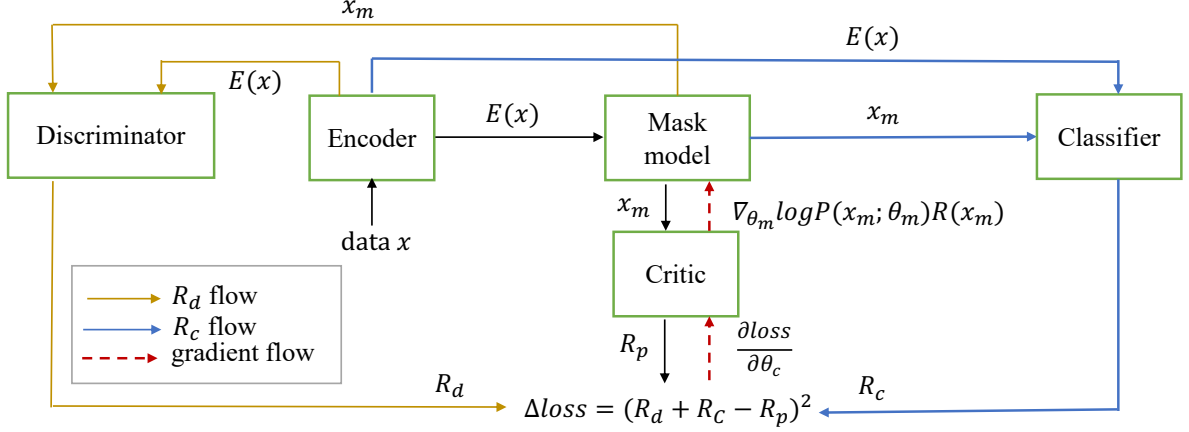 x_m
E(x)
E(x)
Discriminator
Encoder
E(x)
Mask
model
x_m
Classifier
x_m
∇_{θ_m} logP(x_m; θ_m)R(x_m)
data x
Critic
R_d flow
R_c flow
gradient flow
R_p
∂loss
∂θ_c
R_d
Δloss = (R_d + R_C − R_p)^2
R_c